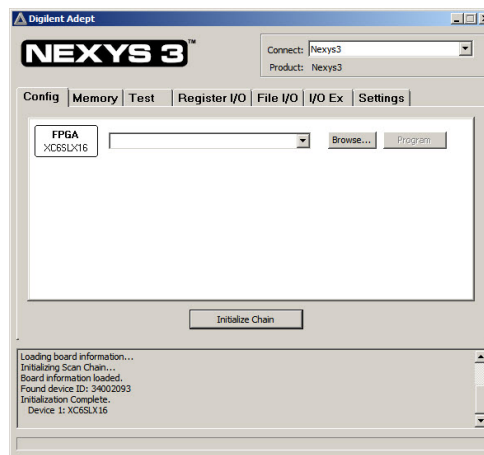 Digilent Adept
NEXYS 3™
Connect: Nexys3
Product: Nexys3
Config Memory Test Register I/O File I/O I/O Ex Settings
FPGA
XC6SLX16
Browse... Program
Initialize Chain
Loading board information...
Initializing Scan Chain...
Board information loaded.
Found device ID: 34002093
Initialization Complete.
Device 1: XC6SLX16